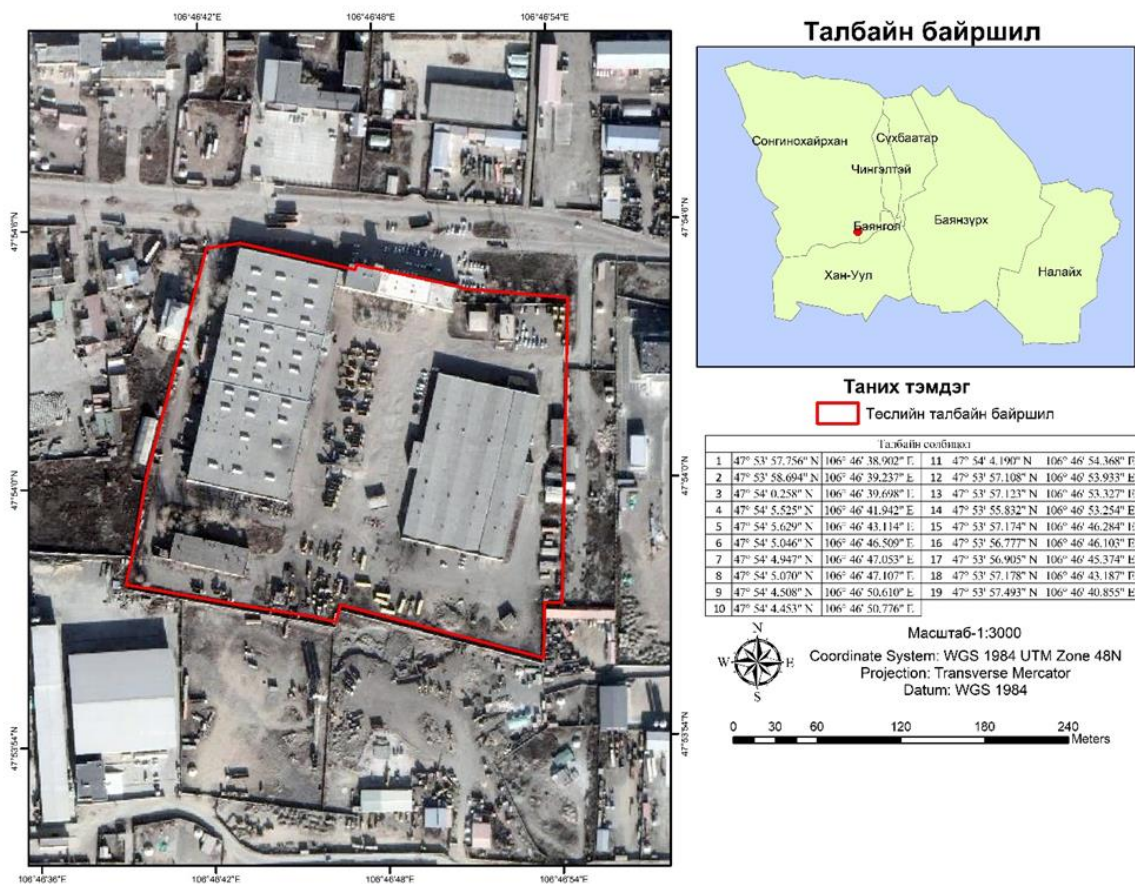 106°46'42"E 106°46'48"E 106°46'54"E
47°54'6"N 47°54'6"N
47°54'0"N 47°54'0"N
47°53'54"N 47°53'54"N
106°46'36"E 106°46'42"E 106°46'48"E 106°46'54"E
Талбайн байршил
Сонгинохайрхан
Сүхбаатар
Чингэлтэй
Баянгол
Баянзүрх
Хан-Уул
Налайх
Таних тэмдэг
Төслийн талбайн байршил
Талбайн солбицол
1 47° 53' 57.756" N 106° 46' 38.902" E 11 47° 54' 4.190" N 106° 46' 54.368" E
2 47° 53' 58.694" N 106° 46' 39.237" E 12 47° 53' 57.108" N 106° 46' 53.933" E
3 47° 54' 0.258" N 106° 46' 39.698" E 13 47° 53' 57.123" N 106° 46' 53.327" E
4 47° 54' 5.525" N 106° 46' 41.942" E 14 47° 53' 55.832" N 106° 46' 53.254" E
5 47° 54' 5.629" N 106° 46' 43.114" E 15 47° 53' 57.174" N 106° 46' 46.284" E
6 47° 54' 5.046" N 106° 46' 46.509" E 16 47° 53' 56.777" N 106° 46' 46.103" E
7 47° 54' 4.947" N 106° 46' 47.053" E 17 47° 53' 56.905" N 106° 46' 45.374" E
8 47° 54' 5.070" N 106° 46' 47.107" E 18 47° 53' 57.178" N 106° 46' 43.187" E
9 47° 54' 4.508" N 106° 46' 50.610" E 19 47° 53' 57.493" N 106° 46' 40.855" E
10 47° 54' 4.453" N 106° 46' 50.776" E
N
W E
S
Масштаб-1:3000
Coordinate System: WGS 1984 UTM Zone 48N
Projection: Transverse Mercator
Datum: WGS 1984
0 30 60 120 180 240
Meters